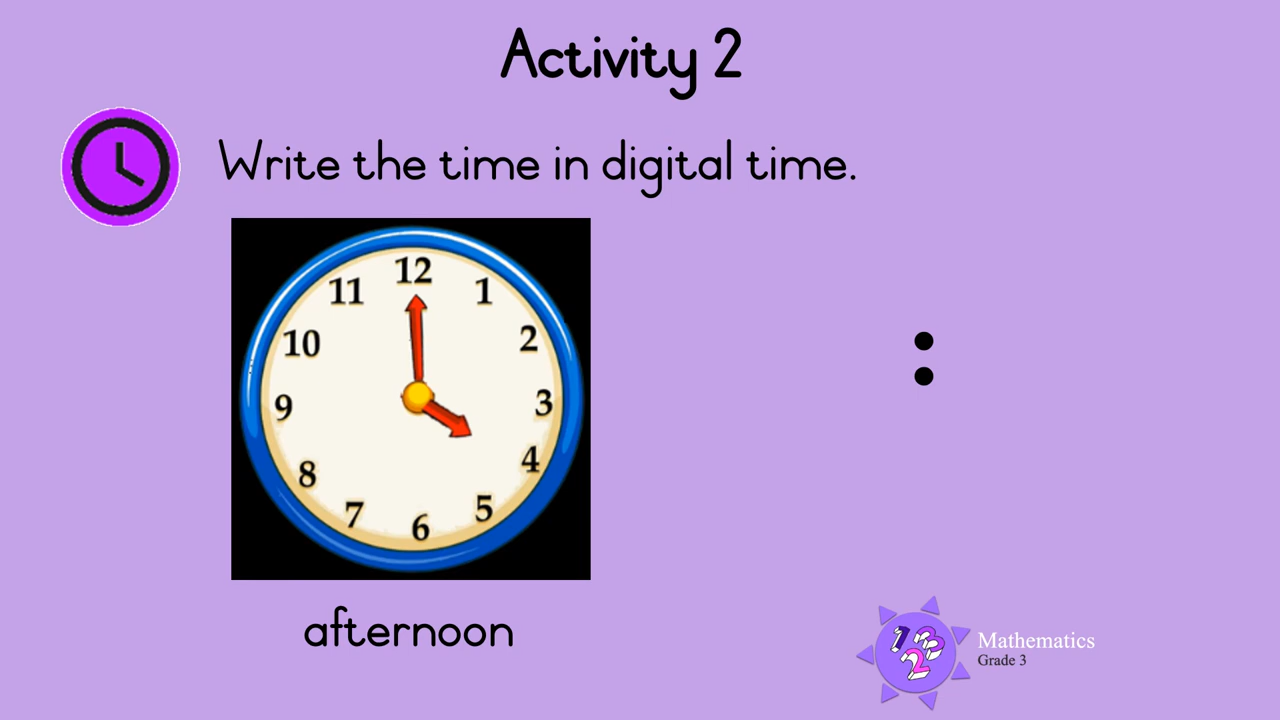 Activity 2
Write the time in digital time.
12
11 1
10 2
9 3
8 4
7 5
6
:
afternoon
123
Mathematics
Grade 3